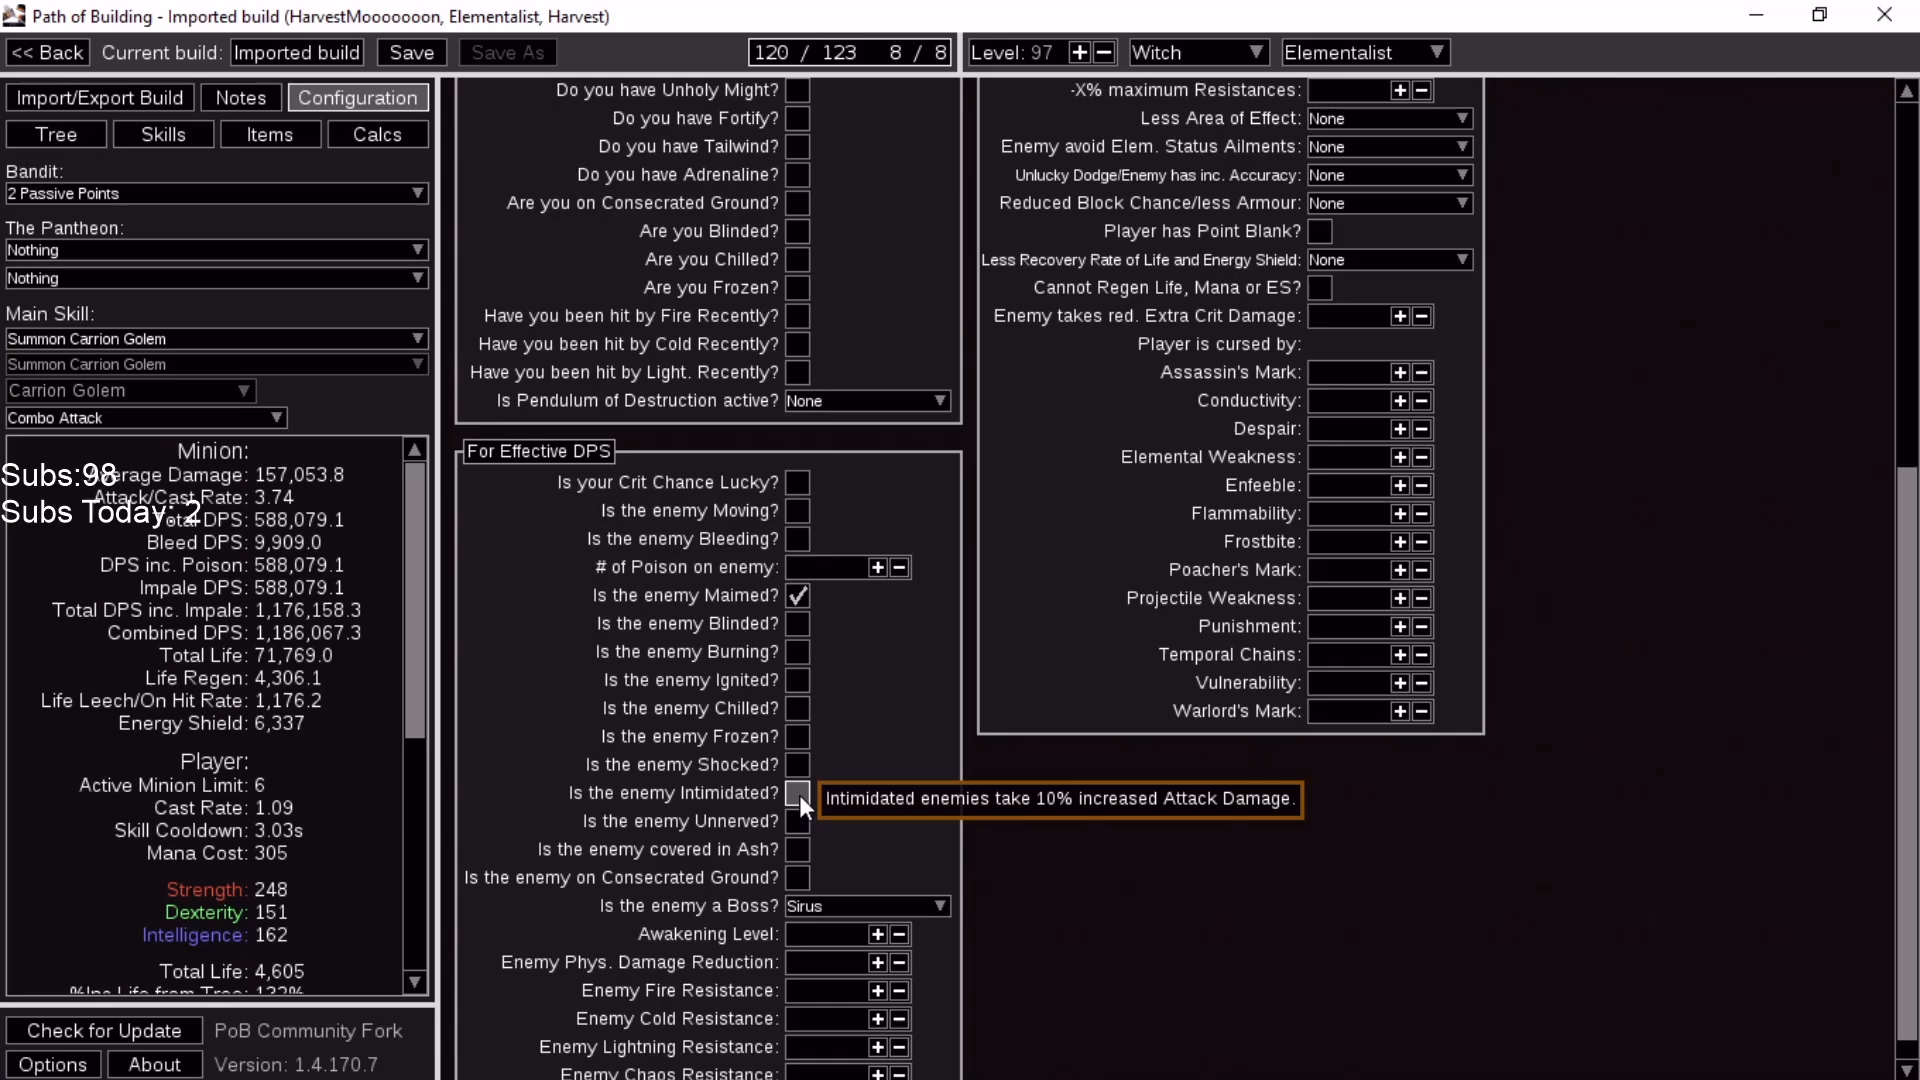 Path of Building - Imported build (HarvestMooooooon, Elementalist, Harvest)
<< Back Current build: Imported build Save Save As 120 / 123 8 / 8 Level: 97 + − Witch Elementalist
Import/Export Build Notes Configuration
Tree Skills Items Calcs
Bandit:
2 Passive Points
The Pantheon:
Nothing
Nothing
Main Skill:
Summon Carrion Golem
Summon Carrion Golem
Carrion Golem
Combo Attack
Minion:
Average Damage: 157,053.8
Attack/Cast Rate: 3.74
Total DPS: 588,079.1
Bleed DPS: 9,909.0
DPS inc. Poison: 588,079.1
Impale DPS: 588,079.1
Total DPS inc. Impale: 1,176,158.3
Combined DPS: 1,186,067.3
Total Life: 71,769.0
Life Regen: 4,306.1
Life Leech/On Hit Rate: 1,176.2
Energy Shield: 6,337
Subs:98
Subs Today: 2
Player:
Active Minion Limit: 6
Cast Rate: 1.09
Skill Cooldown: 3.03s
Mana Cost: 305
Strength: 248
Dexterity: 151
Intelligence: 162
Total Life: 4,605
%Inc Life from Tree: 132%
Check for Update PoB Community Fork
Options About Version: 1.4.170.7
Do you have Unholy Might?
Do you have Fortify?
Do you have Tailwind?
Do you have Adrenaline?
Are you on Consecrated Ground?
Are you Blinded?
Are you Chilled?
Are you Frozen?
Have you been hit by Fire Recently?
Have you been hit by Cold Recently?
Have you been hit by Light. Recently?
Is Pendulum of Destruction active? None
For Effective DPS
Is your Crit Chance Lucky?
Is the enemy Moving?
Is the enemy Bleeding?
# of Poison on enemy:
Is the enemy Maimed?
Is the enemy Blinded?
Is the enemy Burning?
Is the enemy Ignited?
Is the enemy Chilled?
Is the enemy Frozen?
Is the enemy Shocked?
Is the enemy Intimidated?
Intimidated enemies take 10% increased Attack Damage.
Is the enemy Unnerved?
Is the enemy covered in Ash?
Is the enemy on Consecrated Ground?
Is the enemy a Boss? Sirus
Awakening Level:
Enemy Phys. Damage Reduction:
Enemy Fire Resistance:
Enemy Cold Resistance:
Enemy Lightning Resistance:
Enemy Chaos Resistance:
-X% maximum Resistances:
Less Area of Effect: None
Enemy avoid Elem. Status Ailments: None
Unlucky Dodge/Enemy has inc. Accuracy: None
Reduced Block Chance/less Armour: None
Player has Point Blank?
Less Recovery Rate of Life and Energy Shield: None
Cannot Regen Life, Mana or ES?
Enemy takes red. Extra Crit Damage:
Player is cursed by:
Assassin's Mark:
Conductivity:
Despair:
Elemental Weakness:
Enfeeble:
Flammability:
Frostbite:
Poacher's Mark:
Projectile Weakness:
Punishment:
Temporal Chains:
Vulnerability:
Warlord's Mark: